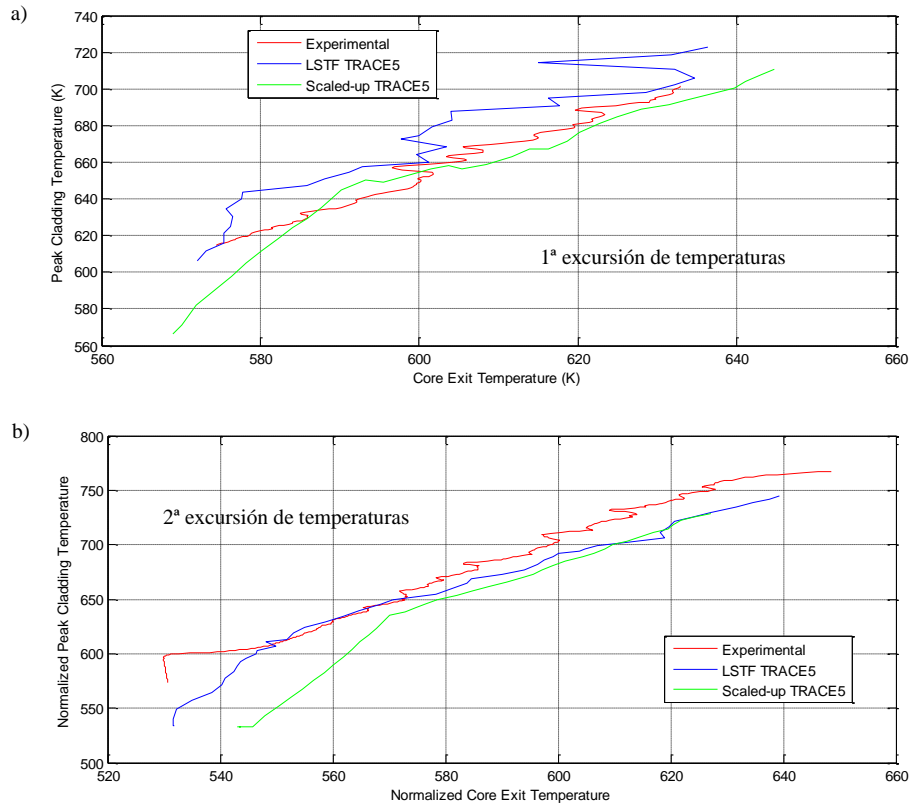 a)
740
720
700
680
660
640
620
600
580
560
Peak Cladding Temperature (K)
Experimental
LSTF TRACE5
Scaled-up TRACE5
1ª excursión de temperaturas
560
580
600
620
640
660
Core Exit Temperature (K)
b)
800
750
700
650
600
550
500
Normalized Peak Cladding Temperature
2ª excursión de temperaturas
Experimental
LSTF TRACE5
Scaled-up TRACE5
520
540
560
580
600
620
640
660
Normalized Core Exit Temperature